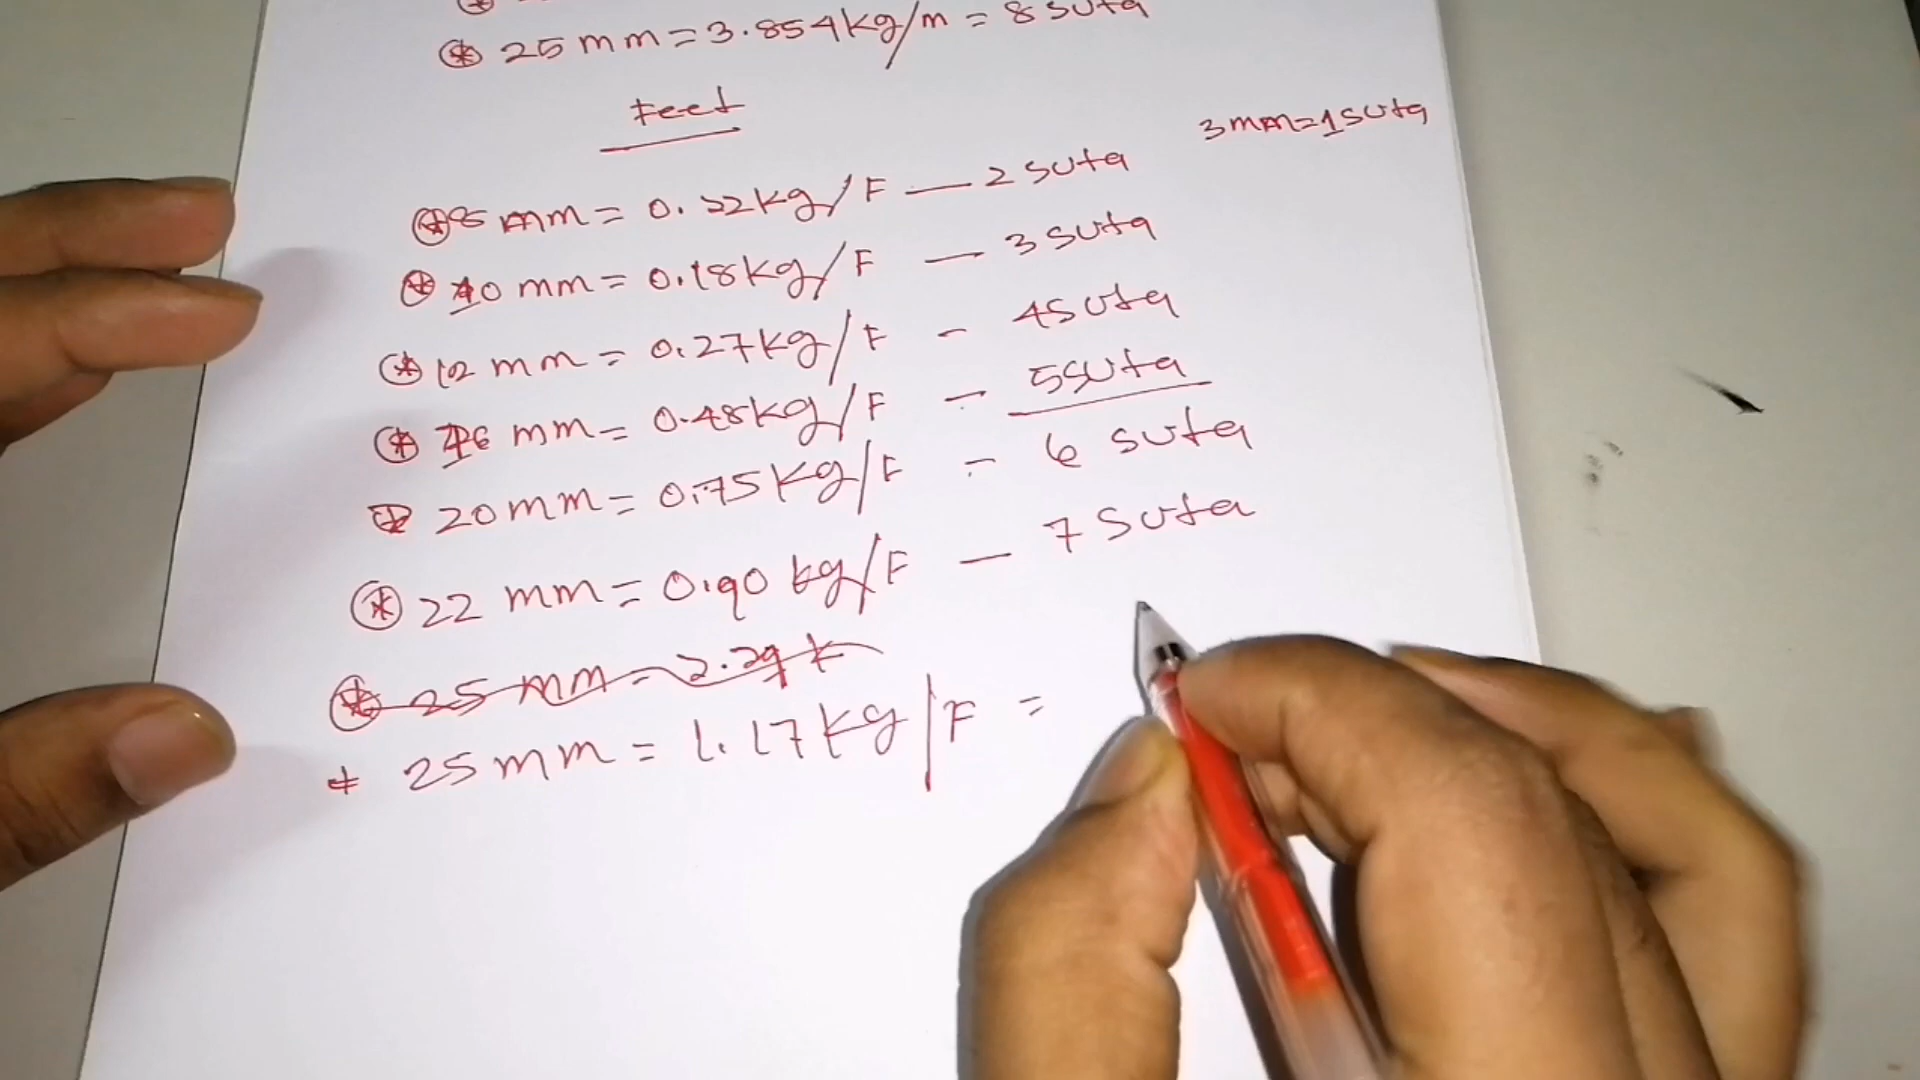 25 mm = 3.854 kg/m = 8 suta
Feet
3 mm = 1 suta
8 mm = 0.22 kg/F — 2 suta
10 mm = 0.18 kg/F — 3 suta
12 mm = 0.27 kg/F - 4 suta
16 mm = 0.48 kg/F - 5 suta
20 mm = 0.75 kg/F - 6 suta
22 mm = 0.90 kg/F — 7 suta
25 mm = 2.29 k
25 mm = 1.17 kg/F =